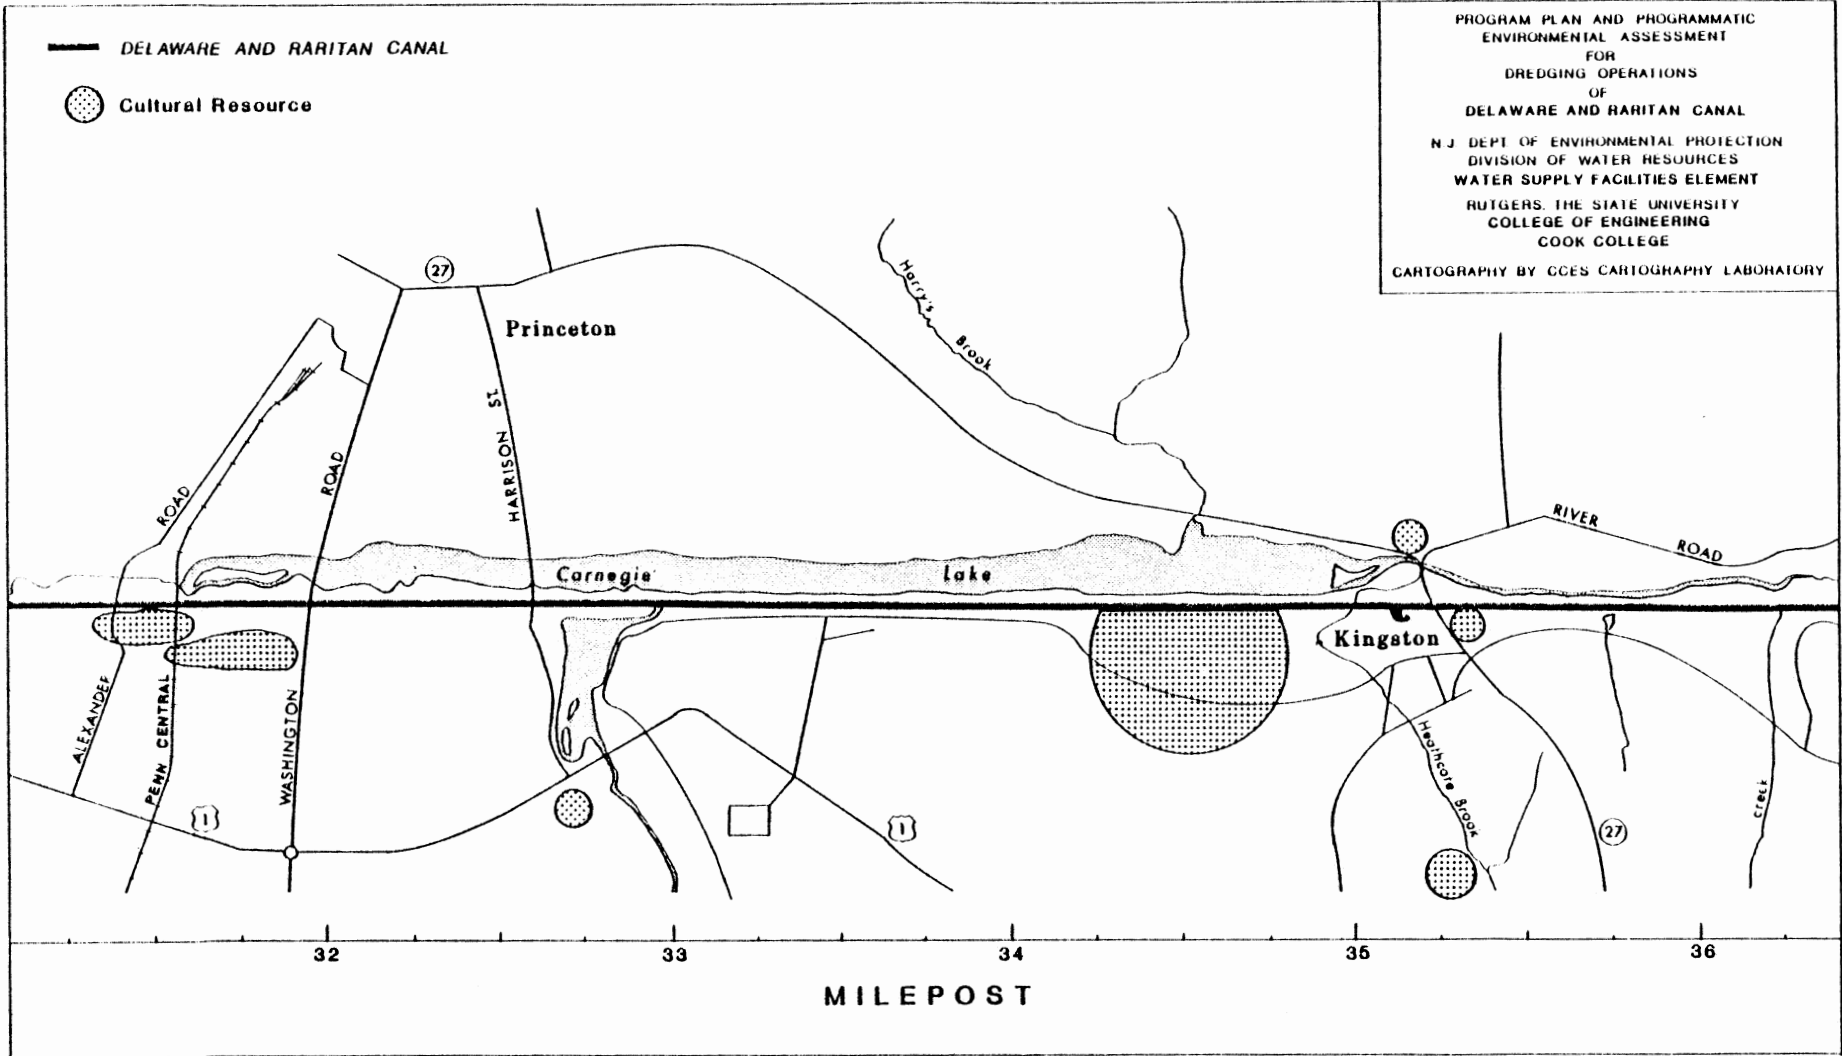 DELAWARE AND RARITAN CANAL
Cultural Resource
PROGRAM PLAN AND PROGRAMMATIC
ENVIRONMENTAL ASSESSMENT
FOR
DREDGING OPERATIONS
OF
DELAWARE AND RARITAN CANAL
N.J. DEPT. OF ENVIRONMENTAL PROTECTION
DIVISION OF WATER RESOURCES
WATER SUPPLY FACILITIES ELEMENT
RUTGERS, THE STATE UNIVERSITY
COLLEGE OF ENGINEERING
COOK COLLEGE
CARTOGRAPHY BY CCES CARTOGRAPHY LABORATORY
27
Princeton
Harry's Brook
HARRISON ST.
ROAD
ROAD
RIVER ROAD
Carnegie Lake
Kingston
ALEXANDER
PENN CENTRAL
WASHINGTON
1
1
Heathcote Brook
27
Creek
32 33 34 35 36
MILEPOST